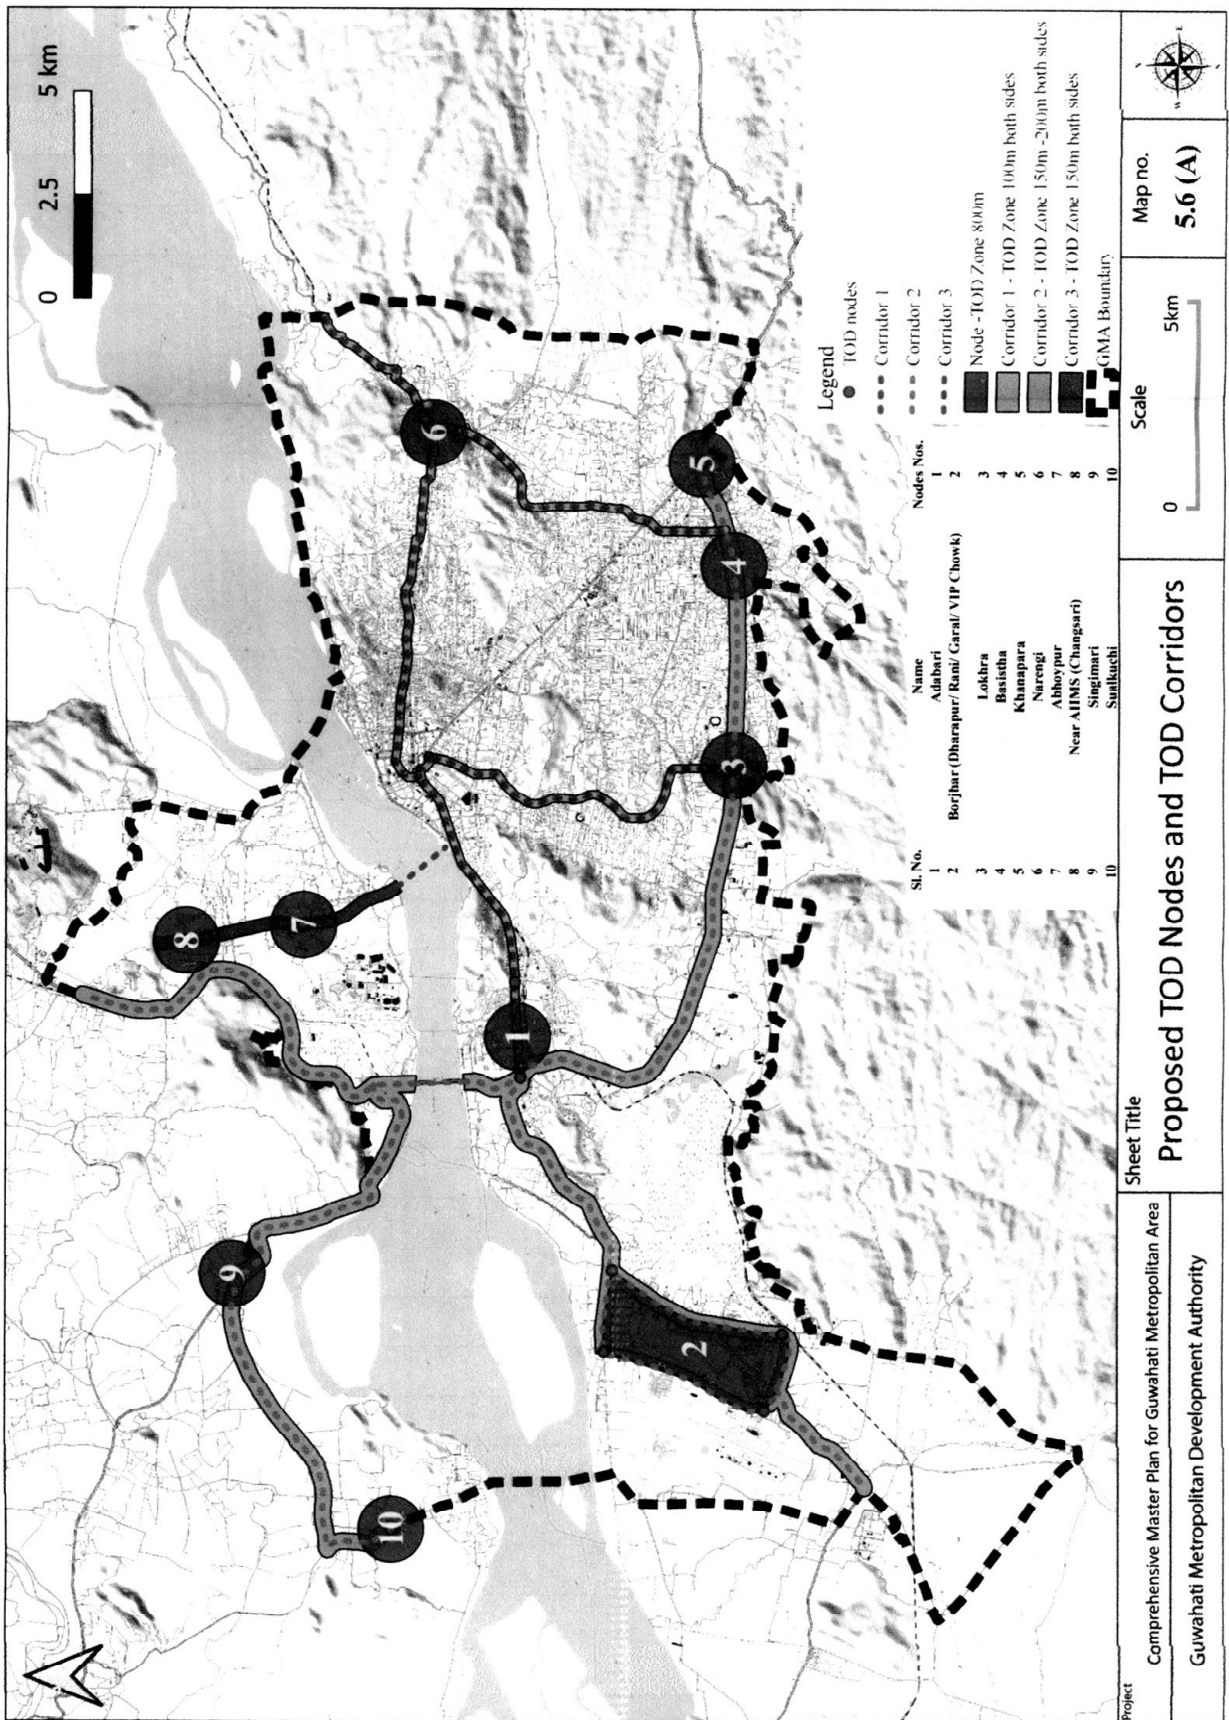 0 2.5 5 km
8
7
9
10
6
1
2
3
4
5
Legend
TOD nodes
Corridor 1
Corridor 2
Corridor 3
Node -TOD Zone 800m
Corridor 1 - TOD Zone 100m both sides
Corridor 2 - TOD Zone 150m -200m both sides
Corridor 3 - TOD Zone 150m both sides
GMA Boundary
Sl. No. Name Nodes Nos.
1 Adabari 1
2 Borjhar (Dharapur/ Rani/ Garal/ VIP Chowk) 2
3 Lokhra 3
4 Basistha 4
5 Khanapara 5
6 Narengi 6
7 Abhoypur 7
8 Near AIIMS (Changsari) 8
9 Singimari 9
10 Sualkuchi 10
Project
Comprehensive Master Plan for Guwahati Metropolitan Area
Guwahati Metropolitan Development Authority
Sheet Title
Proposed TOD Nodes and TOD Corridors
Scale
0 5km
Map no.
5.6 (A)
W E